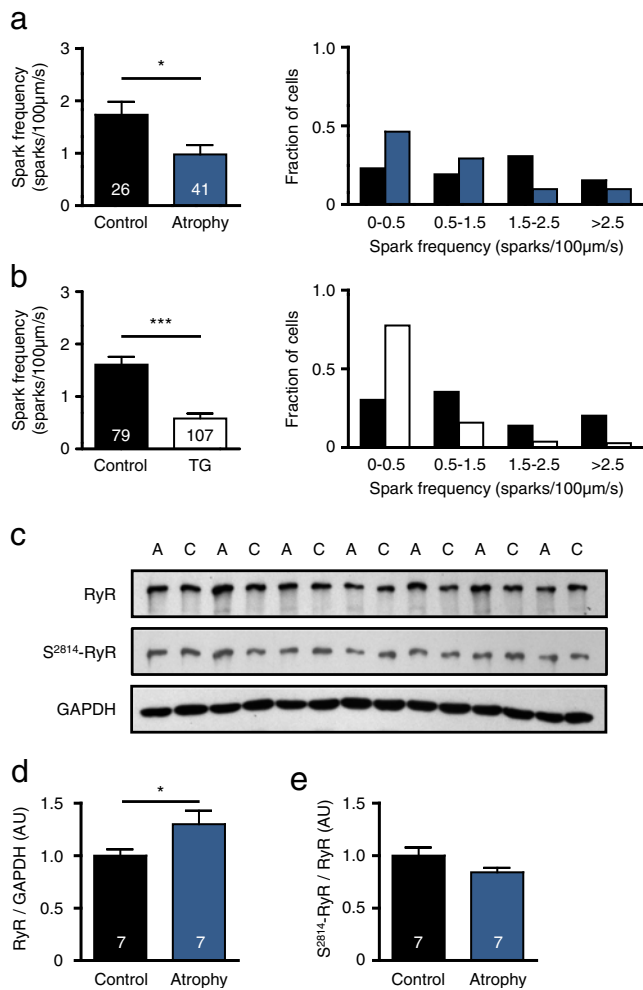 a
Spark frequency
(sparks/100µm/s)
3
2
1
0
*
26
41
Control
Atrophy
Fraction of cells
1.0
0.5
0
0-0.5
0.5-1.5
1.5-2.5
>2.5
Spark frequency (sparks/100µm/s)
b
Spark frequency
(sparks/100µm/s)
3
2
1
0
***
79
107
Control
TG
Fraction of cells
1.0
0.5
0
0-0.5
0.5-1.5
1.5-2.5
>2.5
Spark frequency (sparks/100µm/s)
c
A C A C A C A C A C A C A C
RyR
S²⁸¹⁴-RyR
GAPDH
d
RyR / GAPDH (AU)
1.5
1.0
0.5
0
*
7
7
Control
Atrophy
e
S²⁸¹⁴-RyR / RyR (AU)
1.5
1.0
0.5
0
7
7
Control
Atrophy